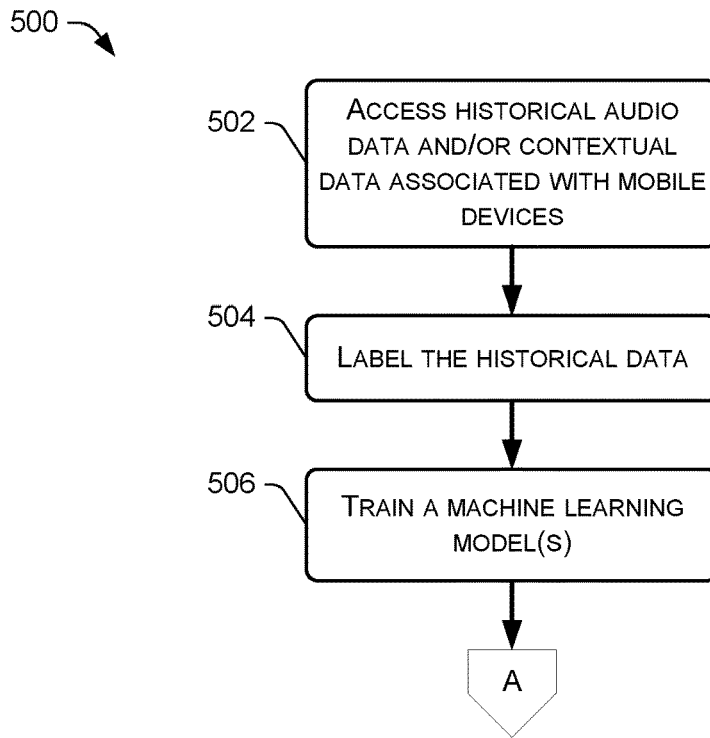 500
502
ACCESS HISTORICAL AUDIO
DATA AND/OR CONTEXTUAL
DATA ASSOCIATED WITH MOBILE
DEVICES
504
LABEL THE HISTORICAL DATA
506
TRAIN A MACHINE LEARNING
MODEL(S)
A